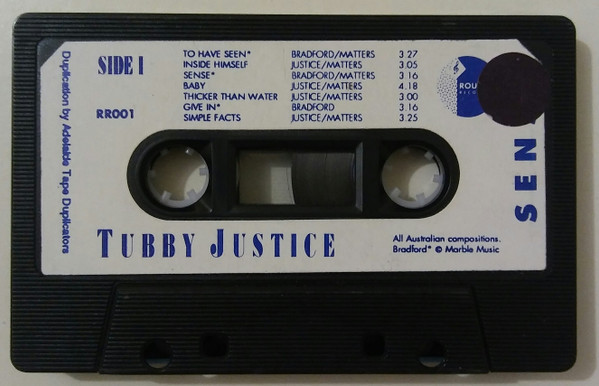 SIDE 1
RR001
TO HAVE SEEN* BRADFORD/MATTERS 3.27
INSIDE HIMSELF JUSTICE/MATTERS 3.05
SENSE* BRADFORD/MATTERS 3.16
BABY JUSTICE/MATTERS 4.18
THICKER THAN WATER JUSTICE/MATTERS 3.00
GIVE IN* BRADFORD 3.16
SIMPLE FACTS JUSTICE/MATTERS 3.25
Duplication by Adelaide Tape Duplicators
TUBBY JUSTICE
All Australian compositions.
Bradford* © Marble Music
SEN